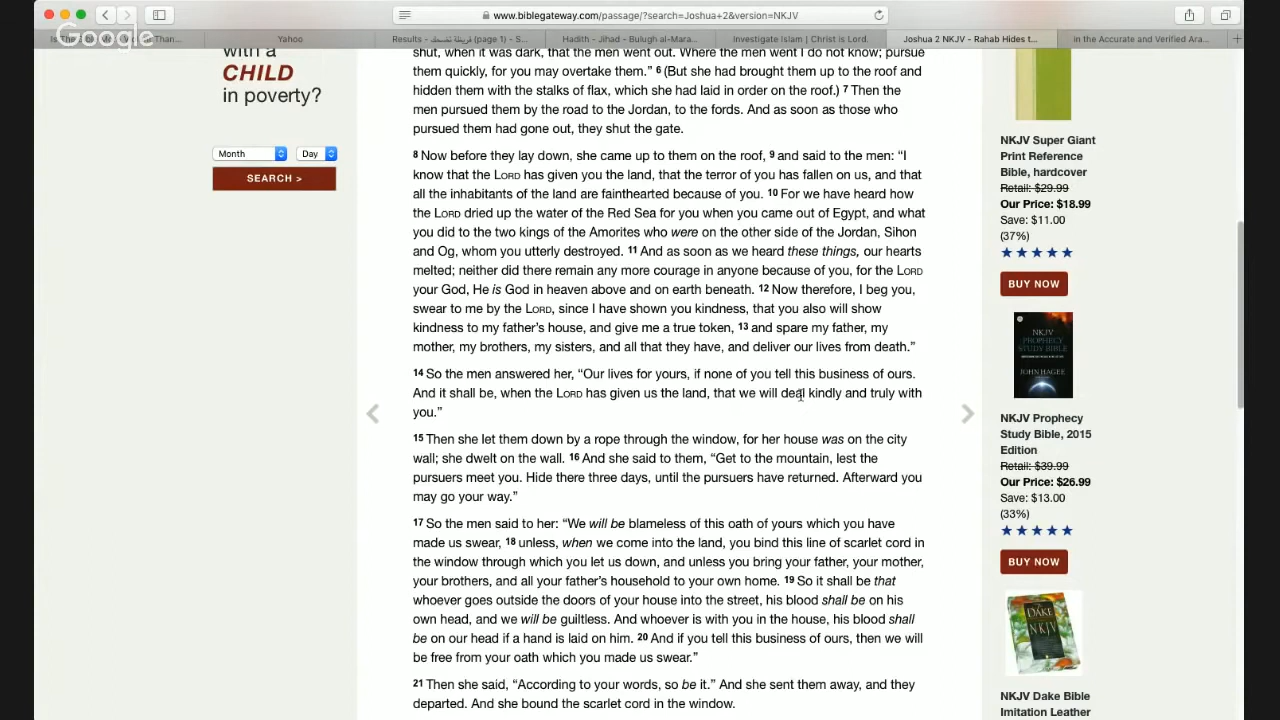 www.biblegateway.com/passage/?search=Joshua+2&version=NKJV
Google
Yahoo
Results - (page 1) - S...
Hadith - Jihad - Bulugh al-Mara...
Investigate Islam | Christ is Lord.
Joshua 2 NKJV - Rahab Hides t...
in the Accurate and Verified Ara...
with a
CHILD
in poverty?
Month
Day
SEARCH >
shut, when it was dark, that the men went out. Where the men went I do not know; pursue
them quickly, for you may overtake them.” 6 (But she had brought them up to the roof and
hidden them with the stalks of flax, which she had laid in order on the roof.) 7 Then the
men pursued them by the road to the Jordan, to the fords. And as soon as those who
pursued them had gone out, they shut the gate.
8 Now before they lay down, she came up to them on the roof, 9 and said to the men: “I
know that the LORD has given you the land, that the terror of you has fallen on us, and that
all the inhabitants of the land are fainthearted because of you. 10 For we have heard how
the LORD dried up the water of the Red Sea for you when you came out of Egypt, and what
you did to the two kings of the Amorites who were on the other side of the Jordan, Sihon
and Og, whom you utterly destroyed. 11 And as soon as we heard these things, our hearts
melted; neither did there remain any more courage in anyone because of you, for the LORD
your God, He is God in heaven above and on earth beneath. 12 Now therefore, I beg you,
swear to me by the LORD, since I have shown you kindness, that you also will show
kindness to my father’s house, and give me a true token, 13 and spare my father, my
mother, my brothers, my sisters, and all that they have, and deliver our lives from death.”
14 So the men answered her, “Our lives for yours, if none of you tell this business of ours.
And it shall be, when the LORD has given us the land, that we will deal kindly and truly with
you.”
15 Then she let them down by a rope through the window, for her house was on the city
wall; she dwelt on the wall. 16 And she said to them, “Get to the mountain, lest the
pursuers meet you. Hide there three days, until the pursuers have returned. Afterward you
may go your way.”
17 So the men said to her: “We will be blameless of this oath of yours which you have
made us swear, 18 unless, when we come into the land, you bind this line of scarlet cord in
the window through which you let us down, and unless you bring your father, your mother,
your brothers, and all your father’s household to your own home. 19 So it shall be that
whoever goes outside the doors of your house into the street, his blood shall be on his
own head, and we will be guiltless. And whoever is with you in the house, his blood shall
be on our head if a hand is laid on him. 20 And if you tell this business of ours, then we will
be free from your oath which you made us swear.”
21 Then she said, “According to your words, so be it.” And she sent them away, and they
departed. And she bound the scarlet cord in the window.
NKJV Super Giant
Print Reference
Bible, hardcover
Retail: $29.99
Our Price: $18.99
Save: $11.00
(37%)
BUY NOW
NKJV
PROPHECY
STUDY BIBLE
JOHN HAGEE
NKJV Prophecy
Study Bible, 2015
Edition
Retail: $39.99
Our Price: $26.99
Save: $13.00
(33%)
BUY NOW
DAKE
NKJV
NKJV Dake Bible
Imitation Leather